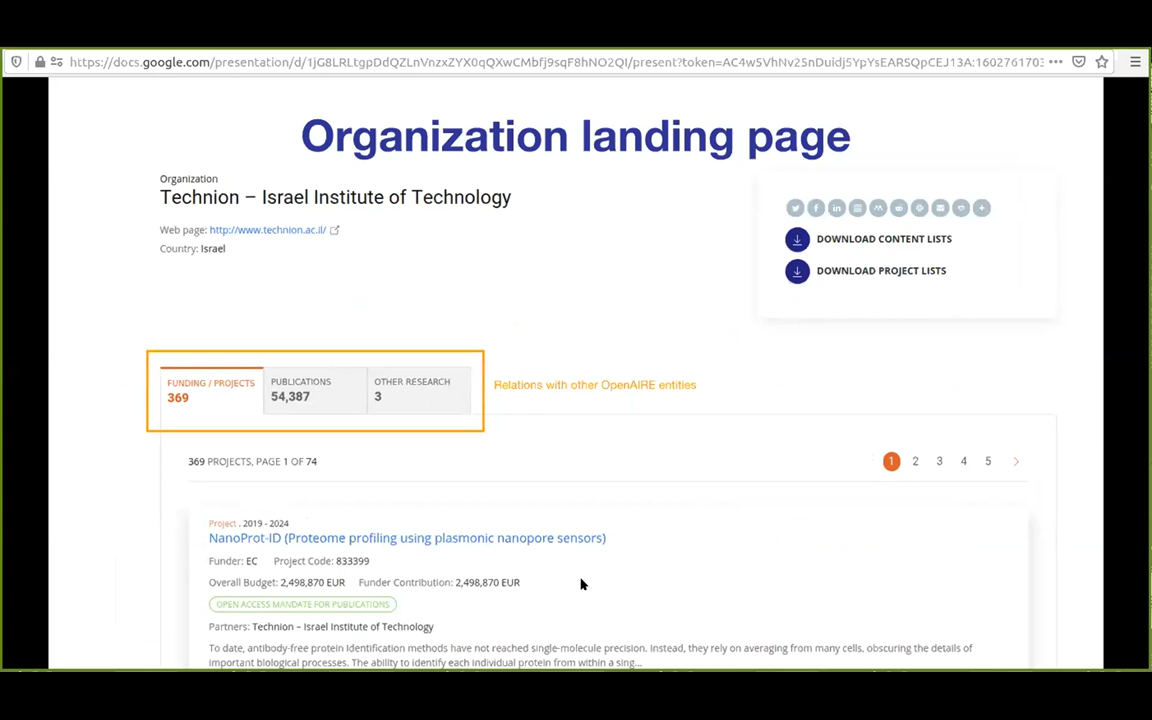 https://docs.google.com/presentation/d/1jG8LRLtgpDdQZLnVnzxZYX0qQXwCMbfj9sqF8hNO2QI/present?token=AC4w5VhNv25nDuidj5YpYsEARSQpCEJ13A:160276170
Organization landing page
Organization
Technion – Israel Institute of Technology
Web page: http://www.technion.ac.il/
Country: Israel
DOWNLOAD CONTENT LISTS
DOWNLOAD PROJECT LISTS
FUNDING / PROJECTS
369
PUBLICATIONS
54,387
OTHER RESEARCH
3
Relations with other OpenAIRE entities
369 PROJECTS, PAGE 1 OF 74
1 2 3 4 5
Project . 2019 - 2024
NanoProt-ID (Proteome profiling using plasmonic nanopore sensors)
Funder: EC Project Code: 833399
Overall Budget: 2,498,870 EUR Funder Contribution: 2,498,870 EUR
OPEN ACCESS MANDATE FOR PUBLICATIONS
Partners: Technion – Israel Institute of Technology
To date, antibody-free protein identification methods have not reached single-molecule precision. Instead, they rely on averaging from many cells, obscuring the details of
important biological processes. The ability to identify each individual protein from within a sing...